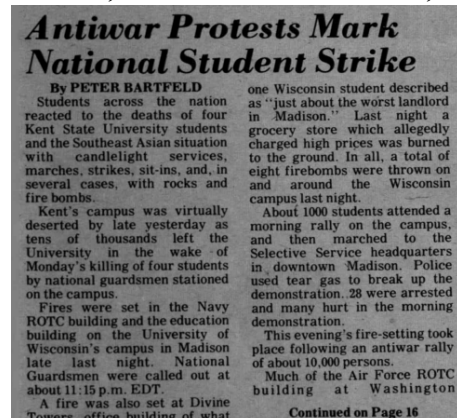 Antiwar Protests Mark
National Student Strike
By PETER BARTFELD
Students across the nation
reacted to the deaths of four
Kent State University students
and the Southeast Asian situation
with candlelight services,
marches, strikes, sit-ins, and, in
several cases, with rocks and
fire bombs.
Kent's campus was virtually
deserted by late yesterday as
tens of thousands left the
University in the wake of
Monday's killing of four students
by national guardsmen stationed
on the campus.
Fires were set in the Navy
ROTC building and the education
building on the University of
Wisconsin's campus in Madison
late last night. National
Guardsmen were called out at
about 11:15 p.m. EDT.
A fire was also set at Divine
Towers, office building of what
one Wisconsin student described
as "just about the worst landlord
in Madison." Last night a
grocery store which allegedly
charged high prices was burned
to the ground. In all, a total of
eight firebombs were thrown on
and around the Wisconsin
campus last night.
About 1000 students attended a
morning rally on the campus,
and then marched to the
Selective Service headquarters
in downtown Madison. Police
used tear gas to break up the
demonstration. 28 were arrested
and many hurt in the morning
demonstration.
This evening's fire-setting took
place following an antiwar rally
of about 10,000 persons.
Much of the Air Force ROTC
building at Washington
Continued on Page 16